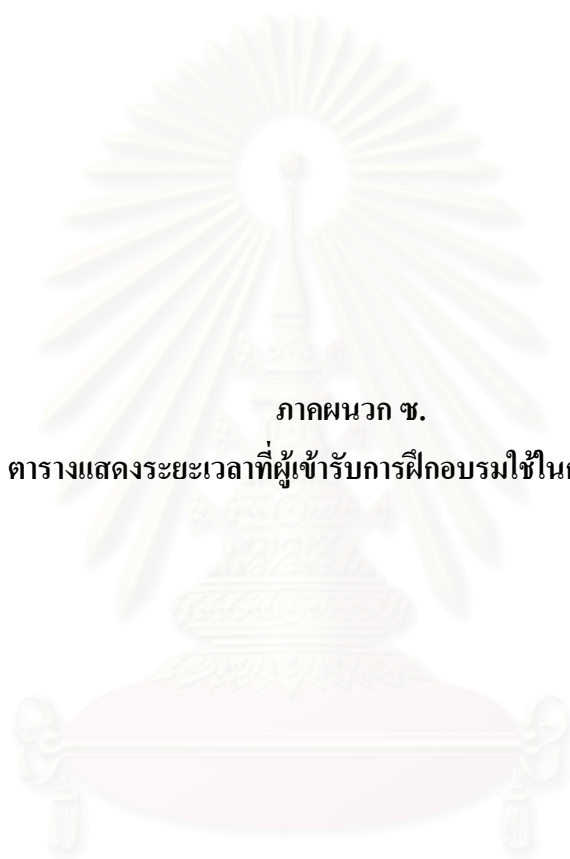 ภาคผนวก ซ.
ตารางแสดงระยะเวลาที่ผู้เข้ารับการฝึกอบรมใช้ใน